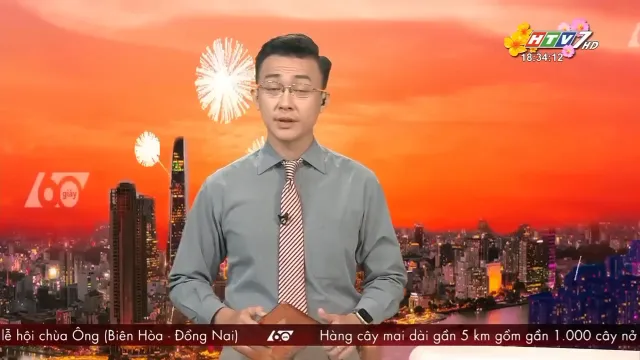 HTV7 HD
18:34:12
60 giây
lễ hội chùa Ông (Biên Hòa - Đồng Nai) 60 Hàng cây mai dài gần 5 km gồm gần 1.000 cây nở